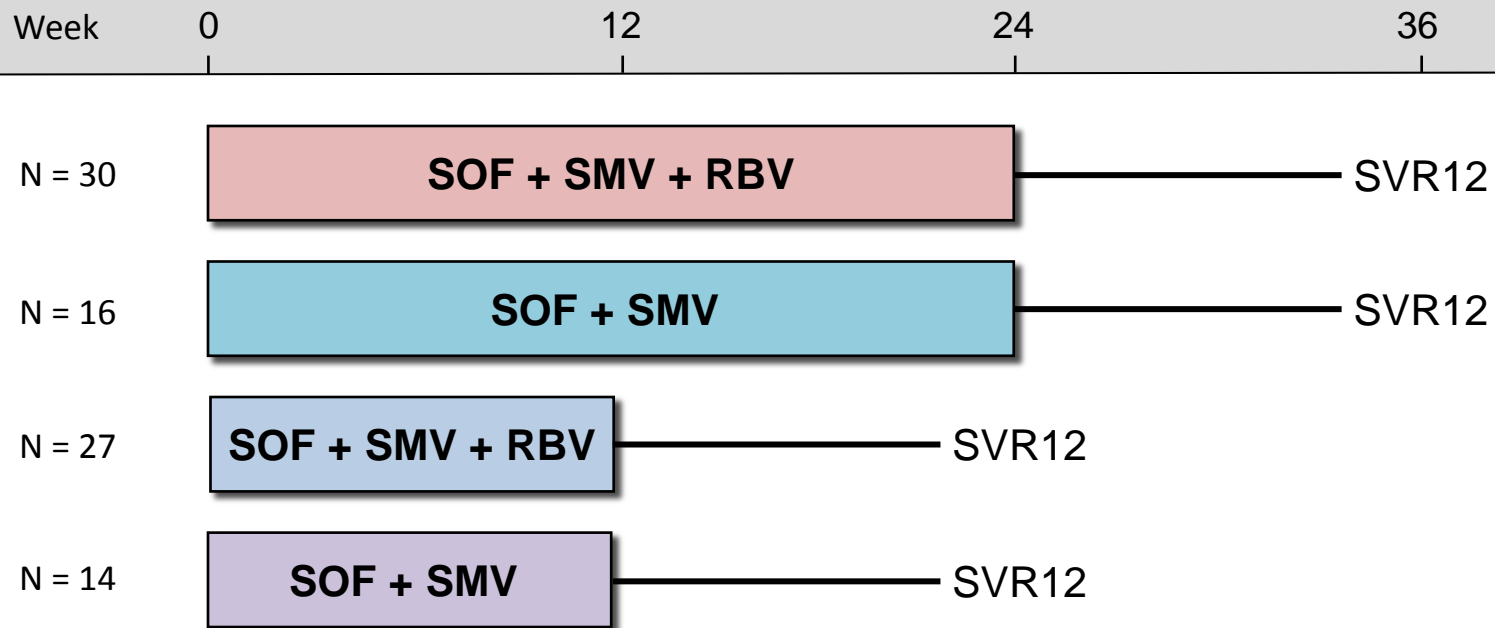 Week 0 12 24 36
N = 30 SOF + SMV + RBV SVR12
N = 16 SOF + SMV SVR12
N = 27 SOF + SMV + RBV SVR12
N = 14 SOF + SMV SVR12